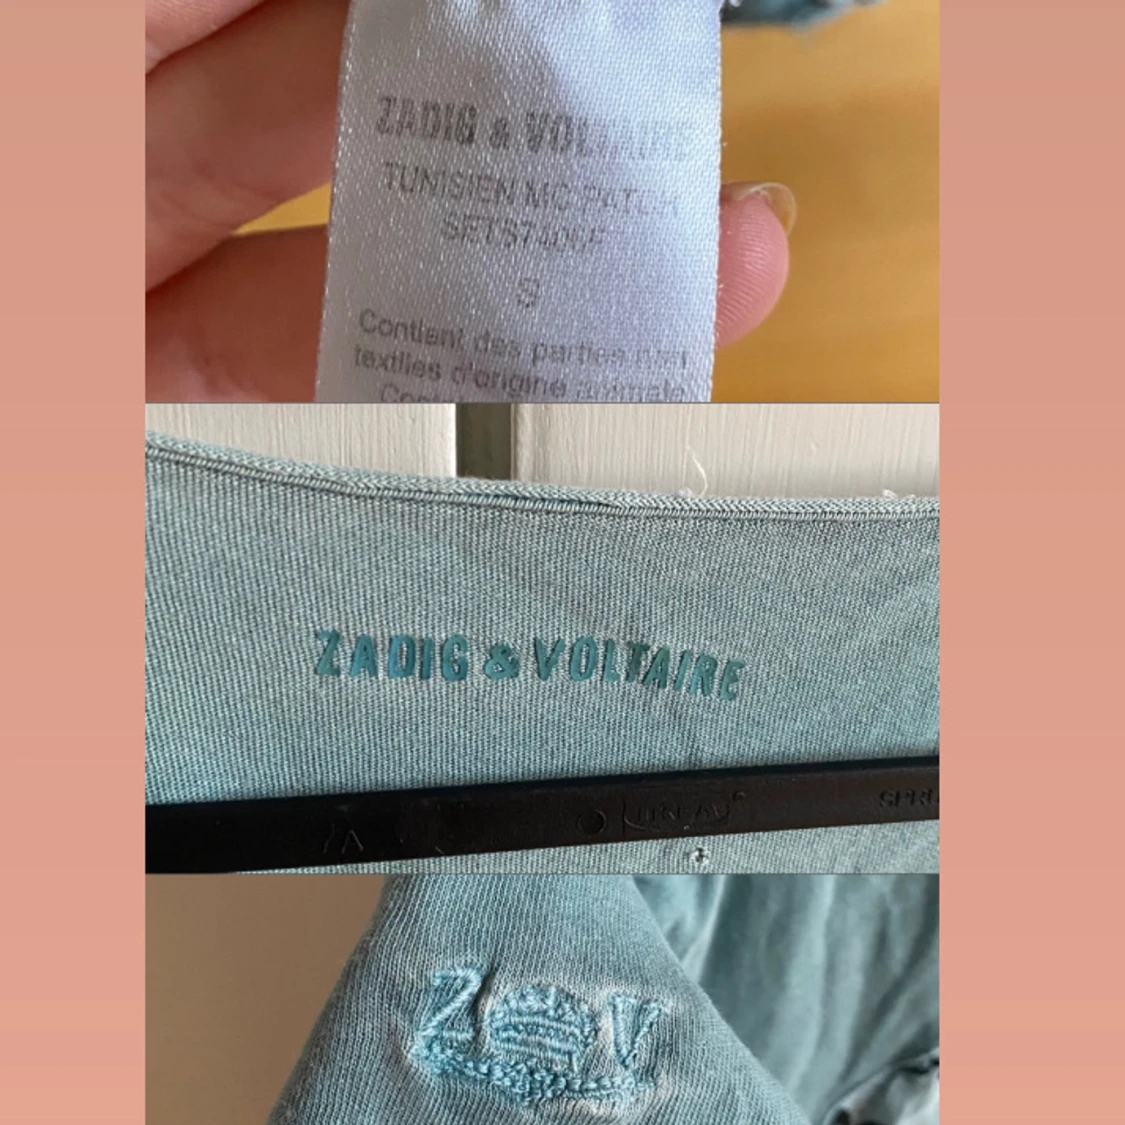 ZADIG & VOLTAIRE
TUNISIEN MC PATCH
S
Contient des parties non
textiles d'origine animale
ZADIG & VOLTAIRE
Z V